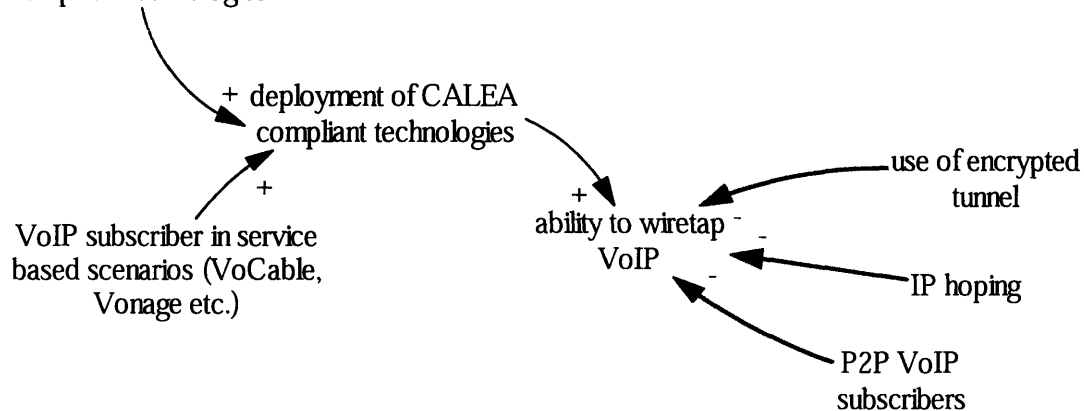 + deployment of CALEA
compliant technologies
+
+
use of encrypted
tunnel
ability to wiretap -
VoIP
-
-
VoIP subscriber in service
based scenarios (VoCable,
Vonage etc.)
IP hoping
P2P VoIP
subscribers